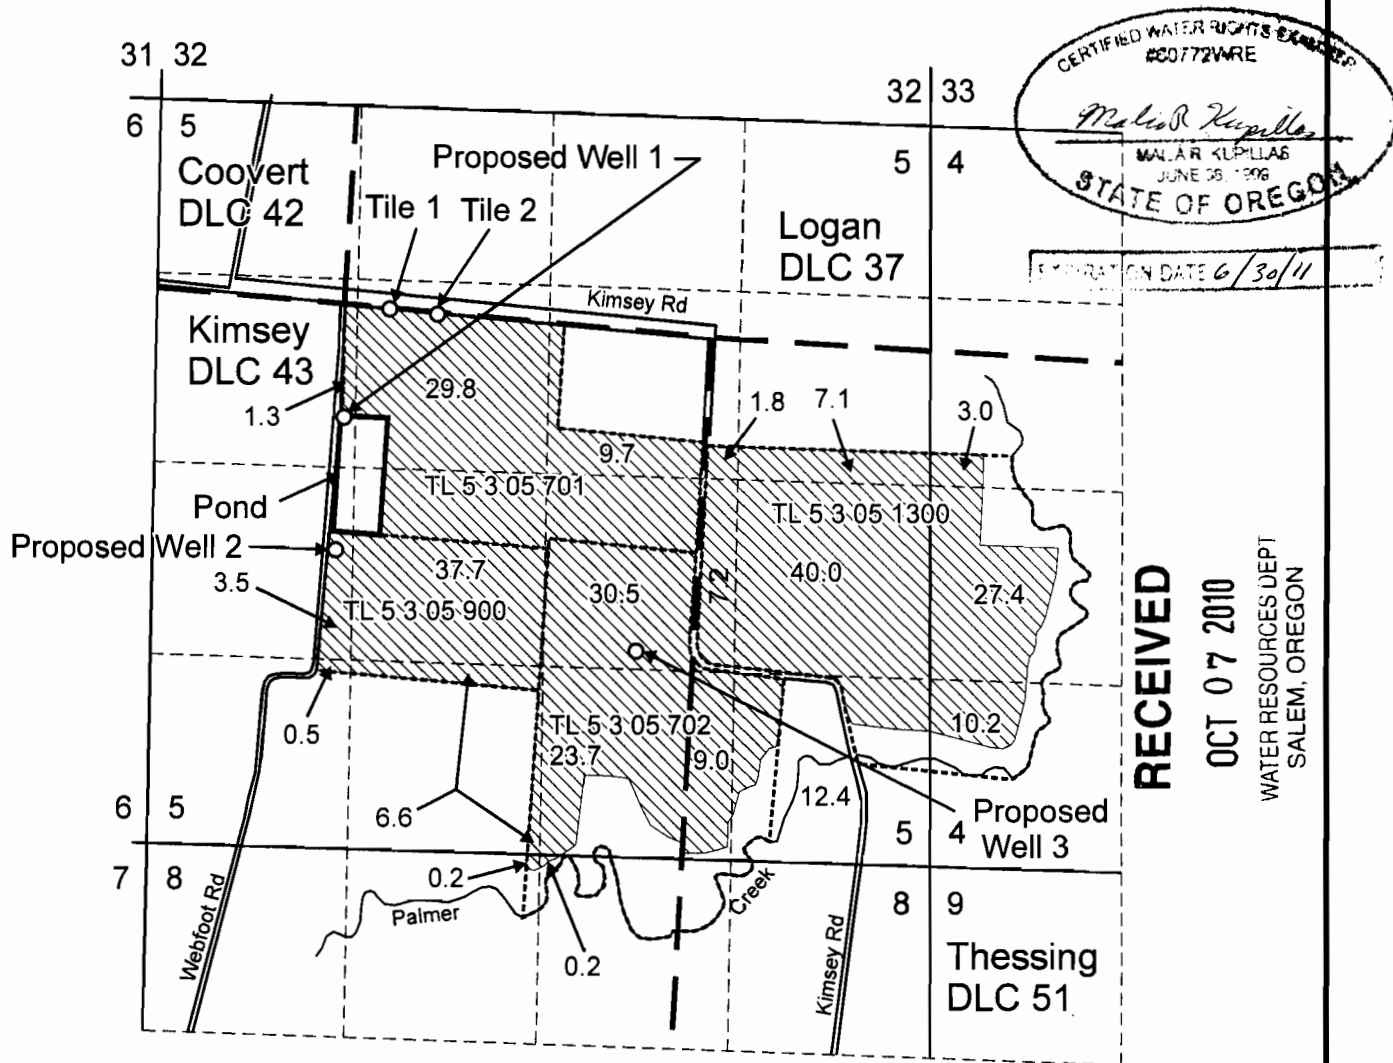 31 32
32 33
6 5
5 4
CERTIFIED WATER RIGHTS EXAMINER
#60772WRE
MALIA R. KUPILLAS
STATE OF OREGON
EXPIRATION DATE 6/30/11
Coovert
DLC 42
Proposed Well 1
Tile 1 Tile 2
Logan
DLC 37
Kimsey Rd
Kimsey
DLC 43
1.3
29.8
1.8
7.1
3.0
9.7
TL 5 3 05 701
Pond
TL 5 3 05 1300
Proposed Well 2
37.7
3.5
TL 5 3 05 900
30.5
7.2
40.0
27.4
0.5
TL 5 3 05 702
23.7
9.0
10.2
12.4
6.6
Proposed
Well 3
6 5
5 4
7 8
8 9
0.2
0.2
Webfoot Rd
Palmer
Creek
Kimsey Rd
Thessing
DLC 51
RECEIVED
OCT 07 2010
WATER RESOURCES DEPT
SALEM, OREGON